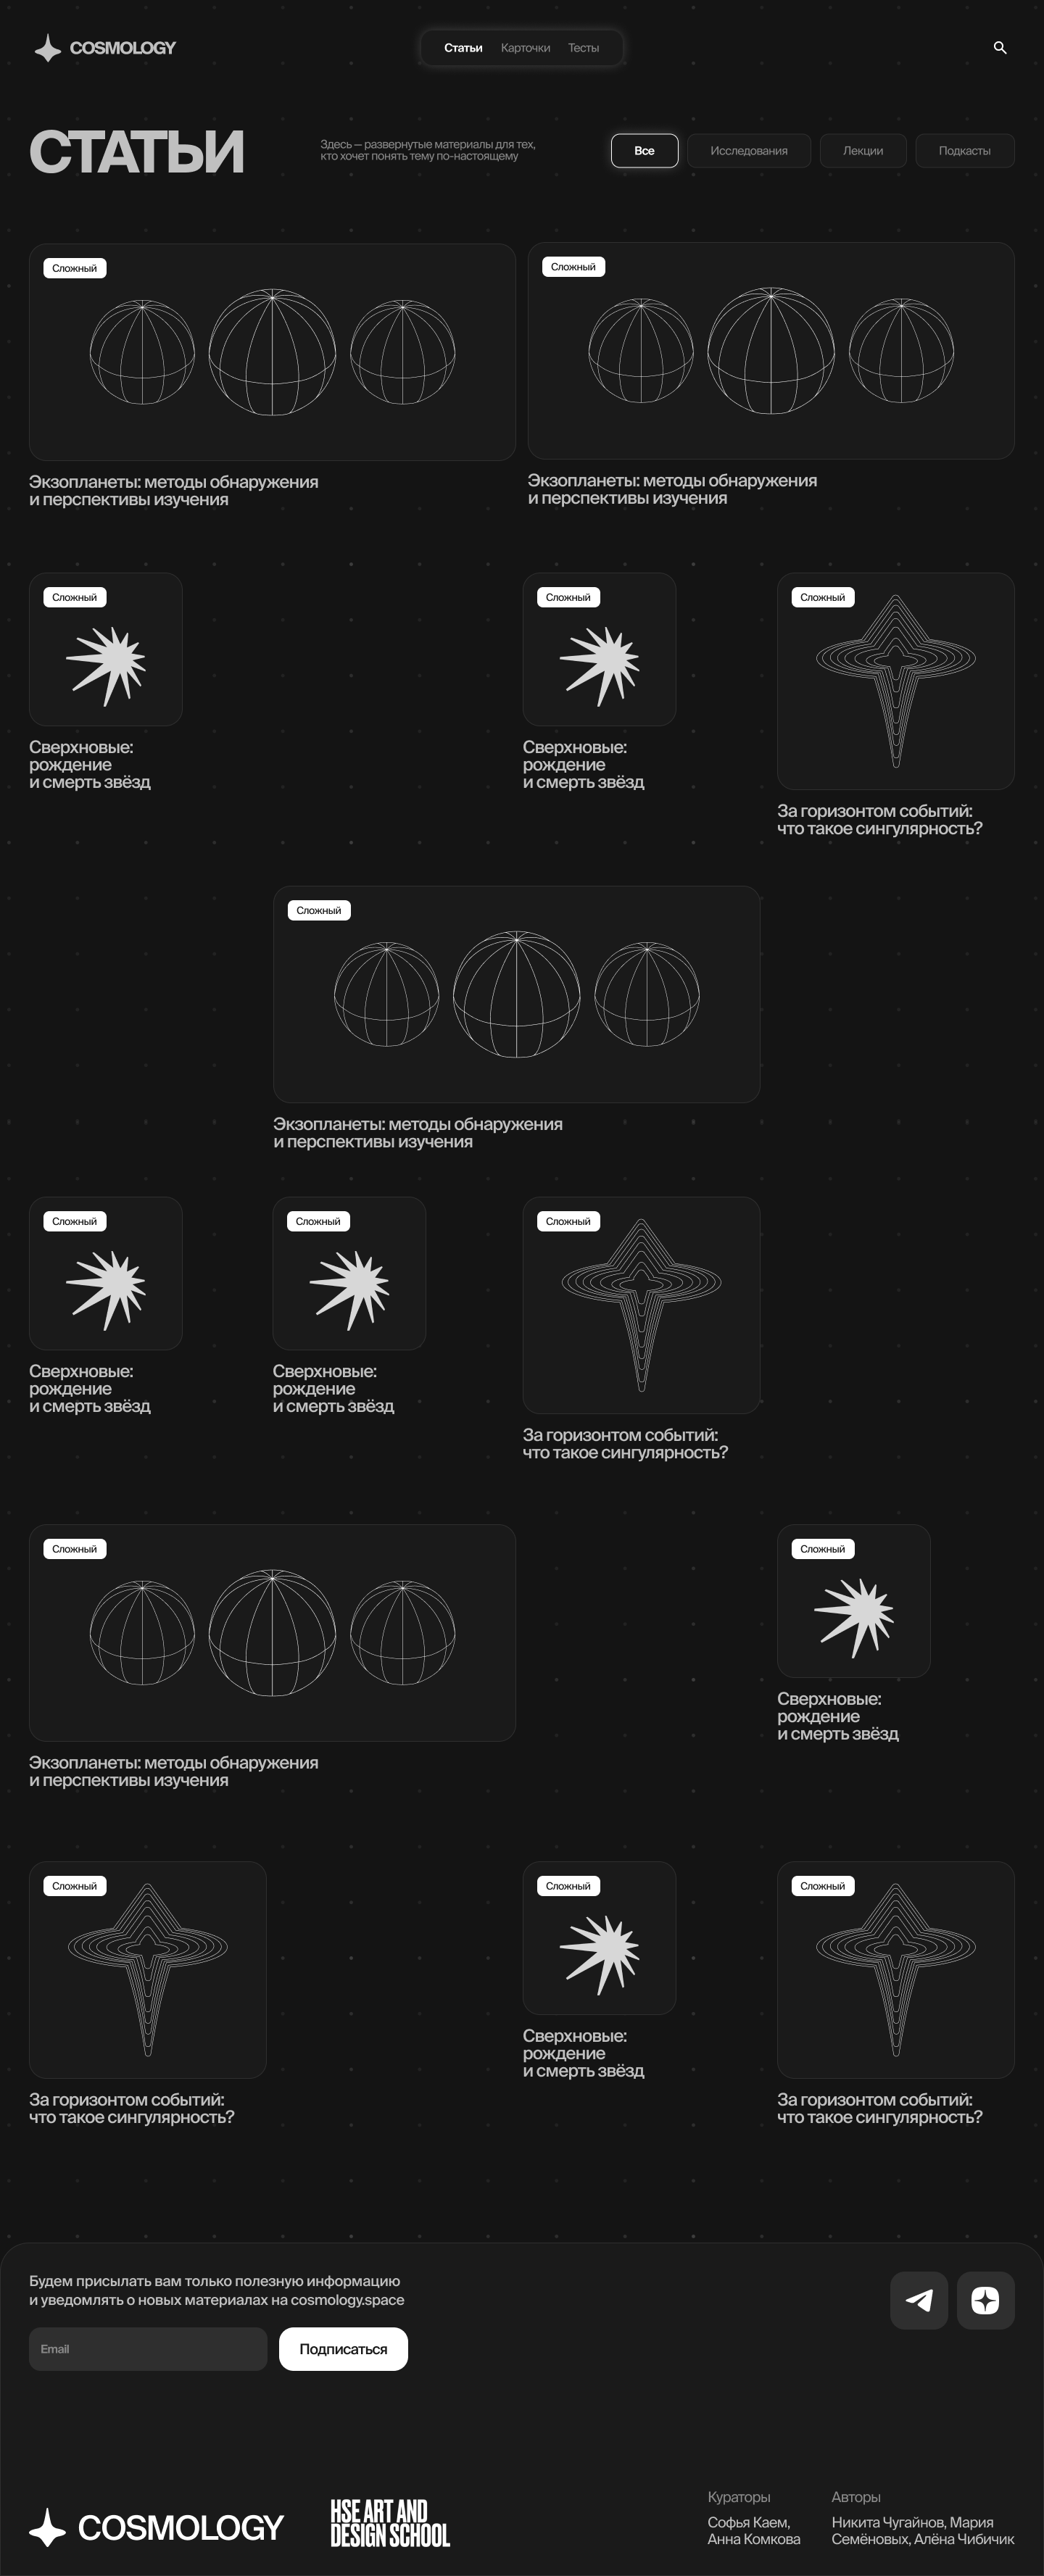 COSMOLOGY
Статьи
Карточки
Тесты
СТАТЬИ
Здесь — развернутые материалы для тех,
кто хочет понять тему по-настоящему
Все
Исследования
Лекции
Подкасты
Сложный
Экзопланеты: методы обнаружения
и перспективы изучения
Сложный
Экзопланеты: методы обнаружения
и перспективы изучения
Сложный
Сверхновые:
рождение
и смерть звёзд
Сложный
Сверхновые:
рождение
и смерть звёзд
Сложный
За горизонтом событий:
что такое сингулярность?
Сложный
Экзопланеты: методы обнаружения
и перспективы изучения
Сложный
Сверхновые:
рождение
и смерть звёзд
Сложный
Сверхновые:
рождение
и смерть звёзд
Сложный
За горизонтом событий:
что такое сингулярность?
Сложный
Экзопланеты: методы обнаружения
и перспективы изучения
Сложный
Сверхновые:
рождение
и смерть звёзд
Сложный
За горизонтом событий:
что такое сингулярность?
Сложный
Сверхновые:
рождение
и смерть звёзд
Сложный
За горизонтом событий:
что такое сингулярность?
Будем присылать вам только полезную информацию
и уведомлять о новых материалах на cosmology.space
Email
Подписаться
COSMOLOGY
HSE ART AND
DESIGN SCHOOL
Кураторы
Софья Каем,
Анна Комкова
Авторы
Никита Чугайнов, Мария
Семёновых, Алёна Чибичик